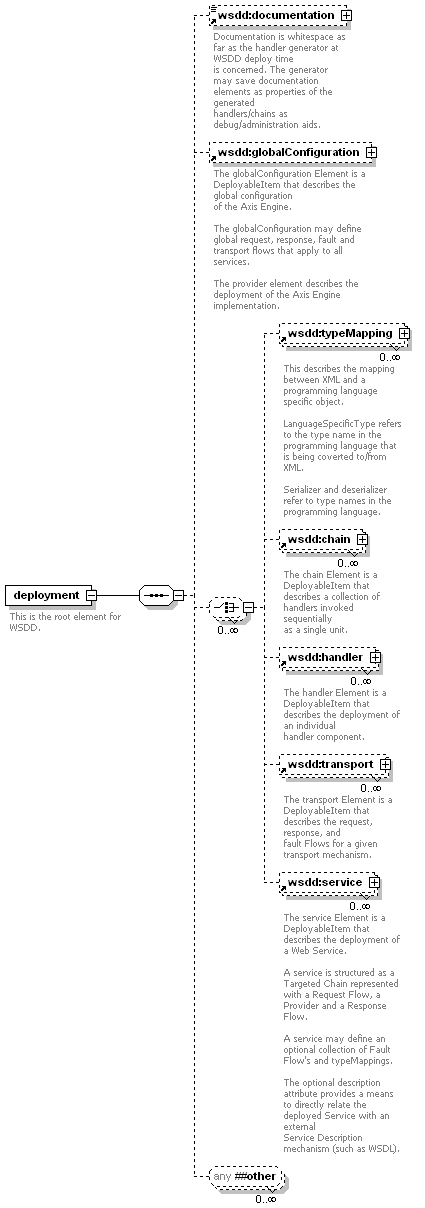 wsdd:documentation
Documentation is whitespace as
far as the handler generator at
WSDD deploy time
is concerned. The generator
may save documentation
elements as properties of the
generated
handlers/chains as
debug/administration aids.
wsdd:globalConfiguration
The globalConfiguration Element is a
DeployableItem that describes the
global configuration
of the Axis Engine.
The globalConfiguration may define
global request, response, fault and
transport flows that apply to all
services.
The provider element describes the
deployment of the Axis Engine
implementation.
wsdd:typeMapping
0..∞
This describes the mapping
between XML and a
programming language
specific object.
LanguageSpecificType refers
to the type name in the
programming language that
is being coverted to/from
XML.
Serializer and deserializer
refer to type names in the
programming language.
wsdd:chain
0..∞
The chain Element is a
DeployableItem that
describes a collection of
handlers invoked
sequentially
as a single unit.
deployment
This is the root element for
WSDD.
0..∞
wsdd:handler
0..∞
The handler Element is a
DeployableItem that
describes the deployment of
an individual
handler component.
wsdd:transport
0..∞
The transport Element is a
DeployableItem that
describes the request,
response, and
fault Flows for a given
transport mechanism.
wsdd:service
0..∞
The service Element is a
DeployableItem that
describes the deployment of
a Web Service.
A service is structured as a
Targeted Chain represented
with a Request Flow, a
Provider and a Response
Flow.
A service may define an
optional collection of Fault
Flow's and typeMappings.
The optional description
attribute provides a means
to directly relate the
deployed Service with an
external
Service Description
mechanism (such as WSDL).
any ##other
0..∞